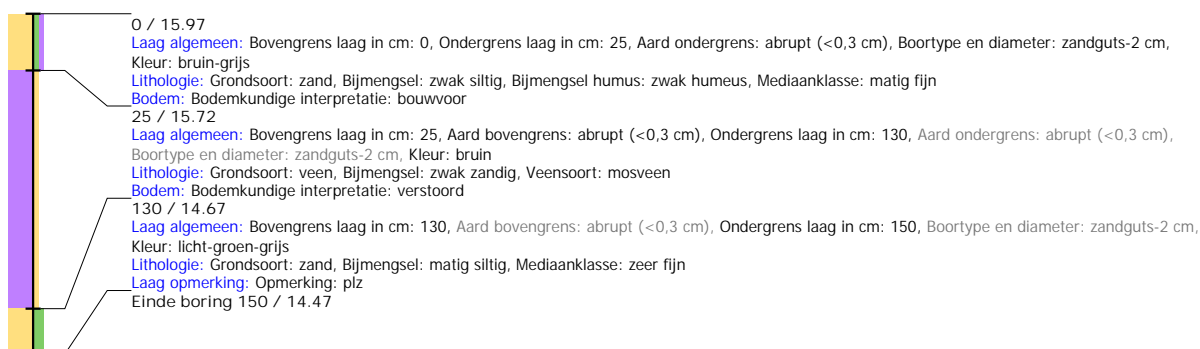 0 / 15.97
Laag algemeen: Bovengrens laag in cm: 0, Ondergrens laag in cm: 25, Aard ondergrens: abrupt (<0,3 cm), Boortype en diameter: zandguts-2 cm,
Kleur: bruin-grijs
Lithologie: Grondsoort: zand, Bijmengsel: zwak siltig, Bijmengsel humus: zwak humeus, Mediaanklasse: matig fijn
Bodem: Bodemkundige interpretatie: bouwvoor
25 / 15.72
Laag algemeen: Bovengrens laag in cm: 25, Aard bovengrens: abrupt (<0,3 cm), Ondergrens laag in cm: 130, Aard ondergrens: abrupt (<0,3 cm),
Boortype en diameter: zandguts-2 cm, Kleur: bruin
Lithologie: Grondsoort: veen, Bijmengsel: zwak zandig, Veensoort: mosveen
Bodem: Bodemkundige interpretatie: verstoord
130 / 14.67
Laag algemeen: Bovengrens laag in cm: 130, Aard bovengrens: abrupt (<0,3 cm), Ondergrens laag in cm: 150, Boortype en diameter: zandguts-2 cm,
Kleur: licht-groen-grijs
Lithologie: Grondsoort: zand, Bijmengsel: matig siltig, Mediaanklasse: zeer fijn
Laag opmerking: Opmerking: plz
Einde boring 150 / 14.47